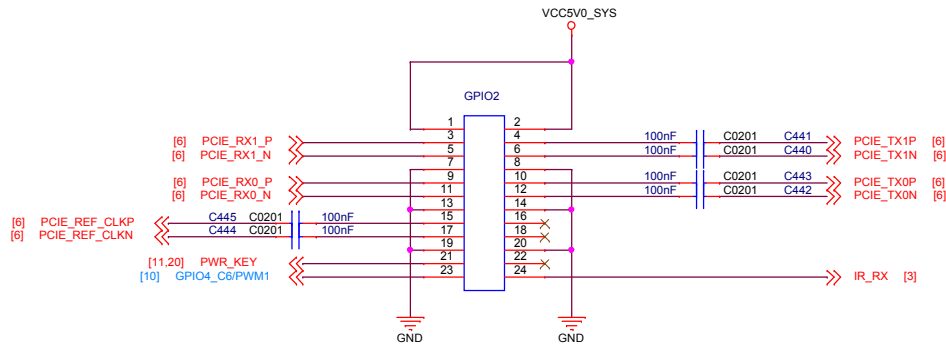 VCC5V0_SYS
GPIO2
1 2
[6] PCIE_RX1_P 3 4 100nF C0201 C441 PCIE_TX1P [6]
[6] PCIE_RX1_N 5 6 100nF C0201 C440 PCIE_TX1N [6]
7 8
[6] PCIE_RX0_P 9 10 100nF C0201 C443 PCIE_TX0P [6]
[6] PCIE_RX0_N 11 12 100nF C0201 C442 PCIE_TX0N [6]
13 14
[6] PCIE_REF_CLKP C445 C0201 100nF 15 16
[6] PCIE_REF_CLKN C444 C0201 100nF 17 18
19 20
[11,20] PWR_KEY 21 22
[10] GPIO4_C6/PWM1 23 24 IR_RX [3]
GND GND